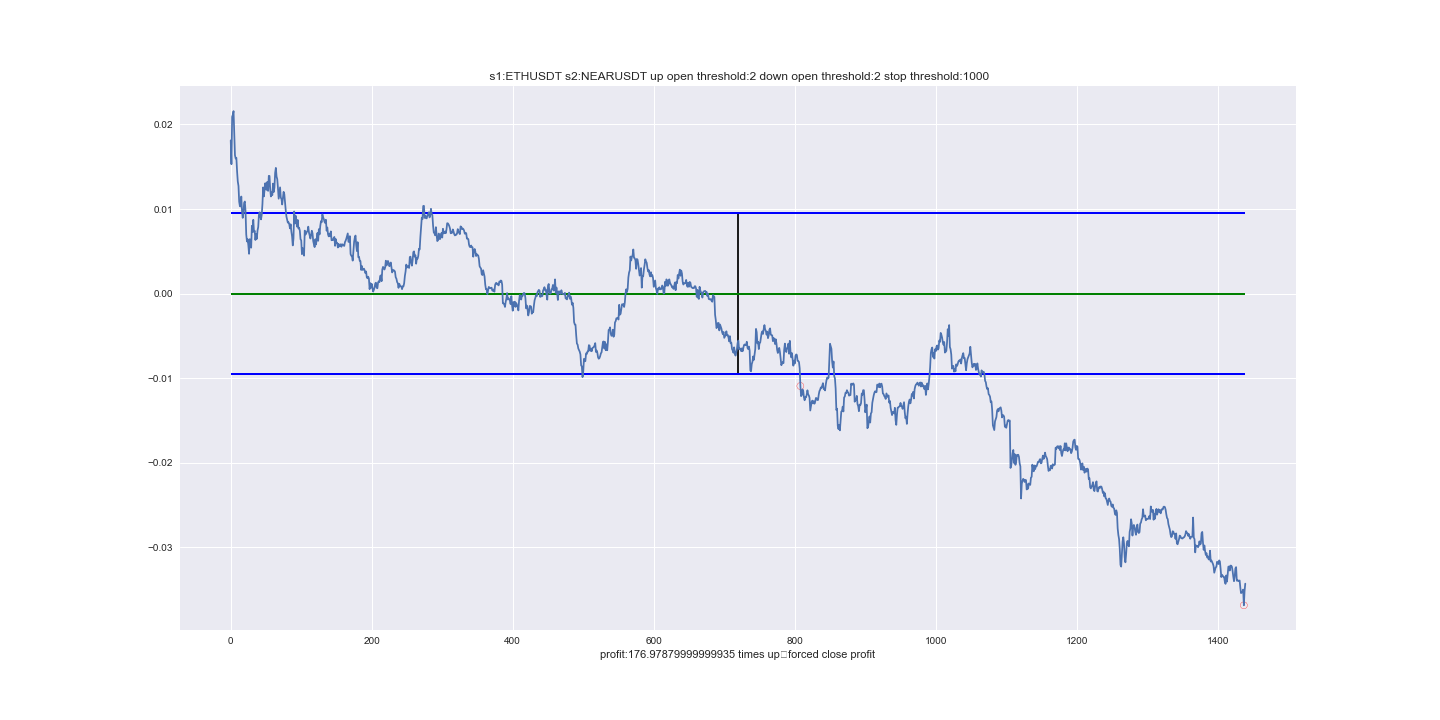 s1:ETHUSDT s2:NEARUSDT up open threshold:2 down open threshold:2 stop threshold:1000
0.02
0.01
0.00
−0.01
−0.02
−0.03
0 200 400 600 800 1000 1200 1400
profit:176.97879999999935 times up□forced close profit